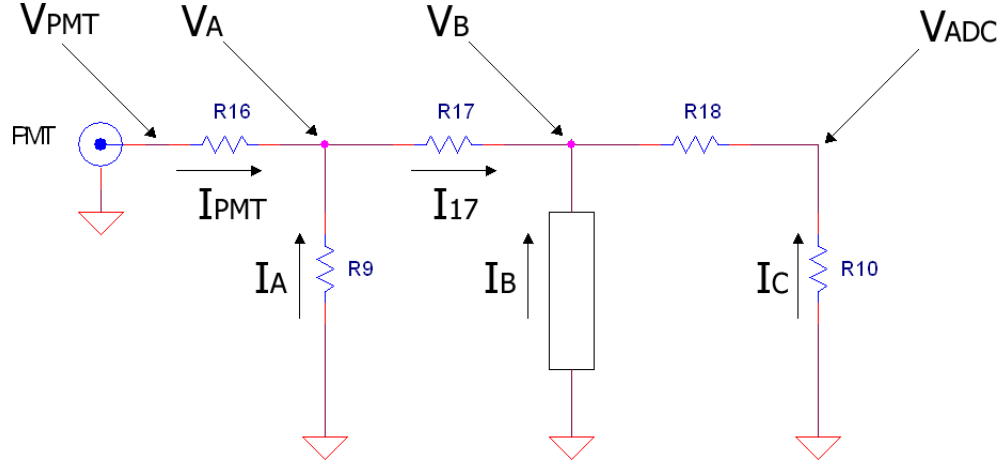 VPMT
VA
VB
VADC
PMT
R16
R17
R18
IPMT
I17
IA
R9
IB
IC
R10